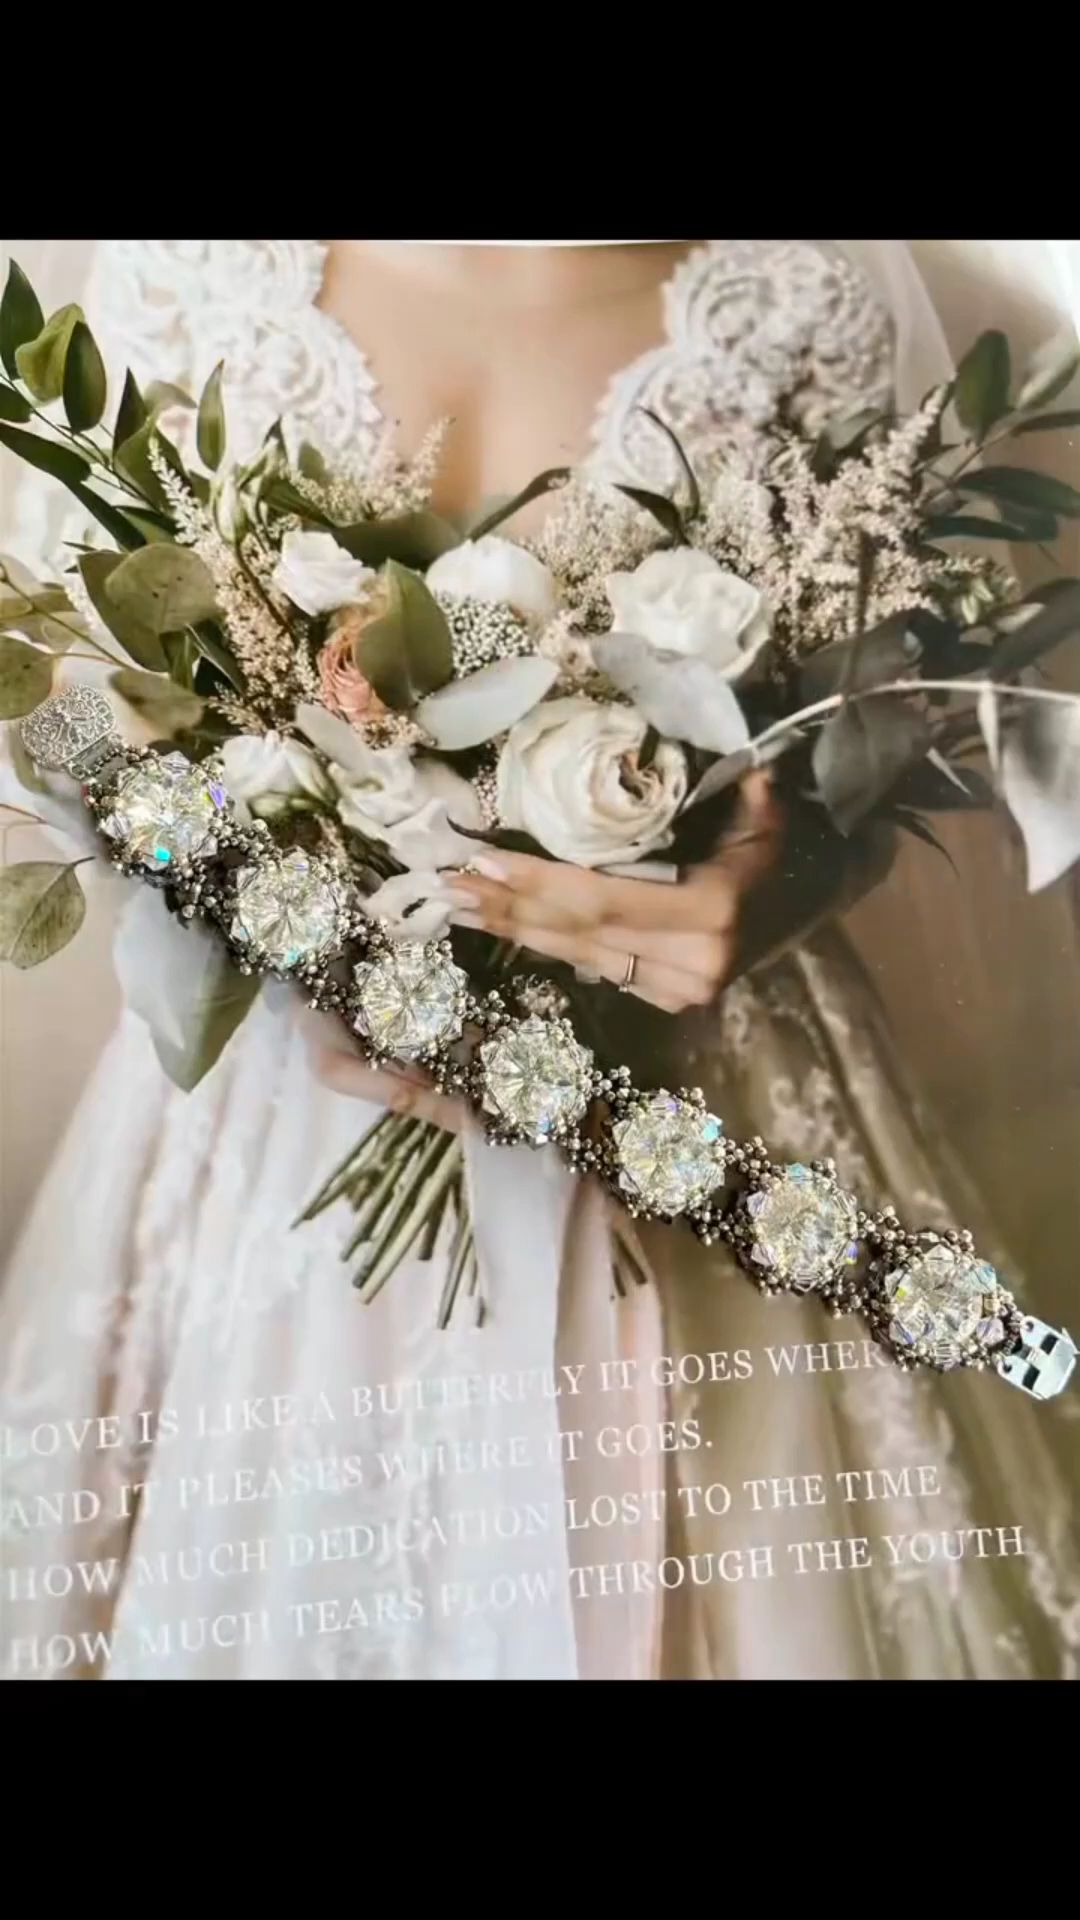 LOVE IS LIKE A BUTTERFLY IT GOES WHER
AND IT PLEASES WHERE IT GOES.
HOW MUCH DEDICATION LOST TO THE TIME
HOW MUCH TEARS FLOW THROUGH THE YOUTH